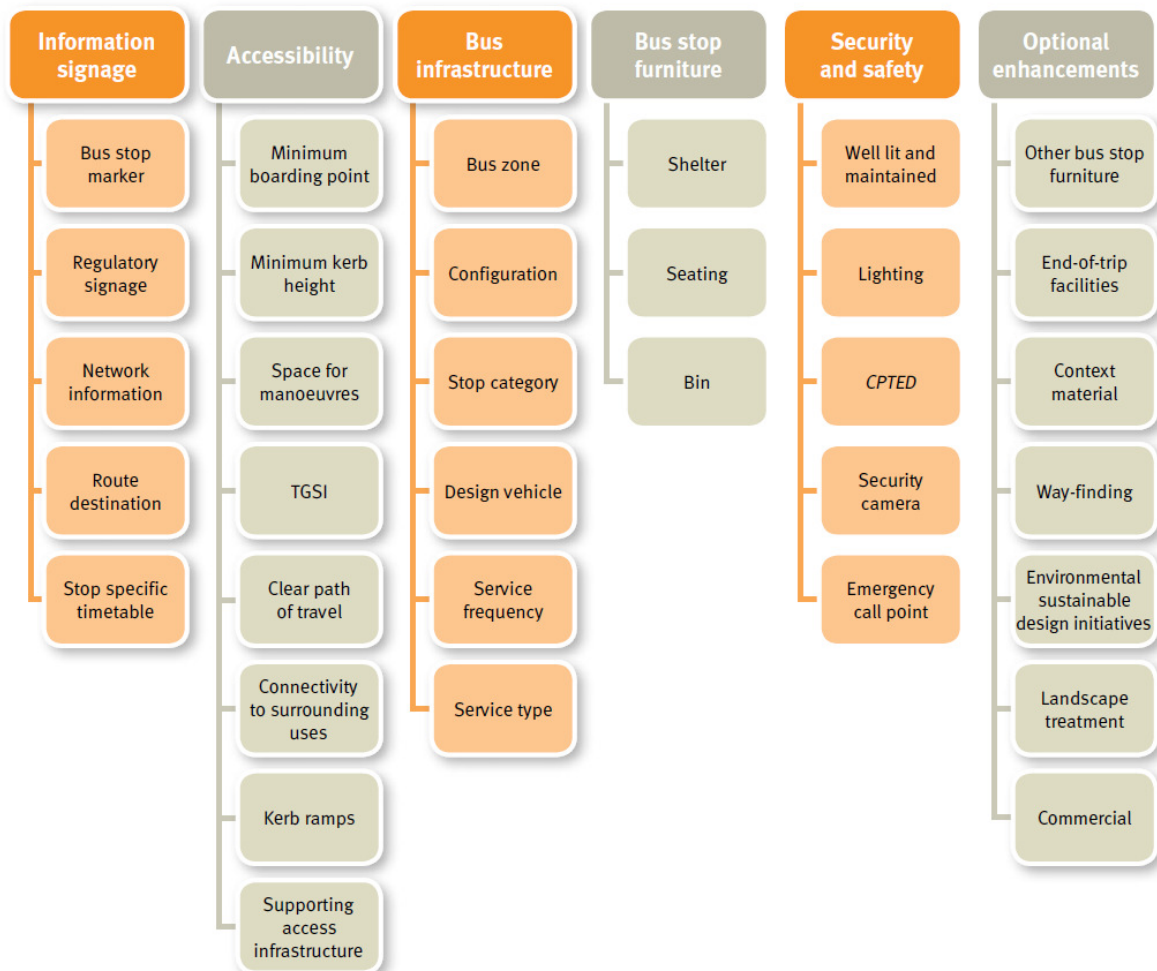 Information
signage
Bus stop
marker
Regulatory
signage
Network
information
Route
destination
Stop specific
timetable
Accessibility
Minimum
boarding point
Minimum kerb
height
Space for
manoeuvres
TGSI
Clear path
of travel
Connectivity
to surrounding
uses
Kerb ramps
Supporting
access
infrastructure
Bus
infrastructure
Bus zone
Configuration
Stop category
Design vehicle
Service
frequency
Service type
Bus stop
furniture
Shelter
Seating
Bin
Security
and safety
Well lit and
maintained
Lighting
CPTED
Security
camera
Emergency
call point
Optional
enhancements
Other bus stop
furniture
End-of-trip
facilities
Context
material
Way-finding
Environmental
sustainable
design initiatives
Landscape
treatment
Commercial